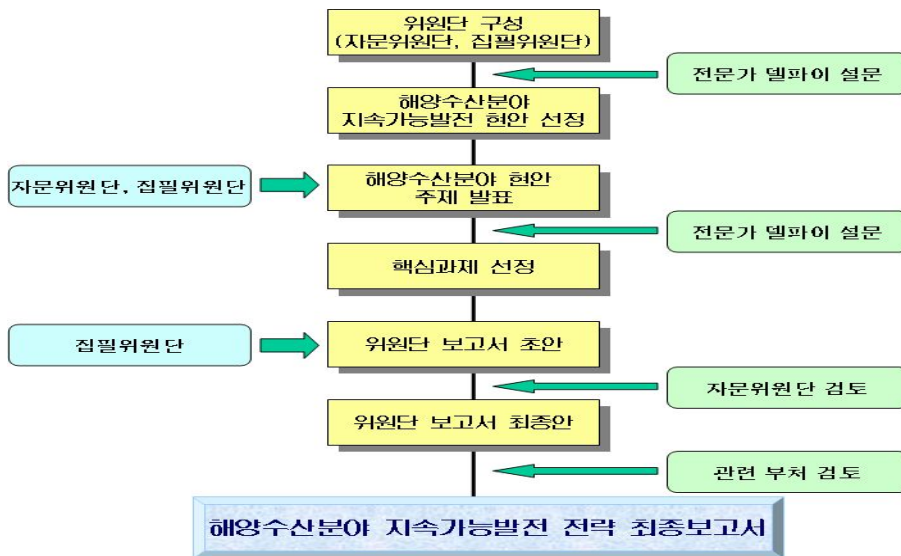 위원단 구성
(자문위원단, 집필위원단)
전문가 델파이 설문
해양수산분야
지속가능발전 현안 선정
자문위원단, 집필위원단
해양수산분야 현안
주제 발표
전문가 델파이 설문
핵심과제 선정
집필위원단
위원단 보고서 초안
자문위원단 검토
위원단 보고서 최종안
관련 부처 검토
해양수산분야 지속가능발전 전략 최종보고서